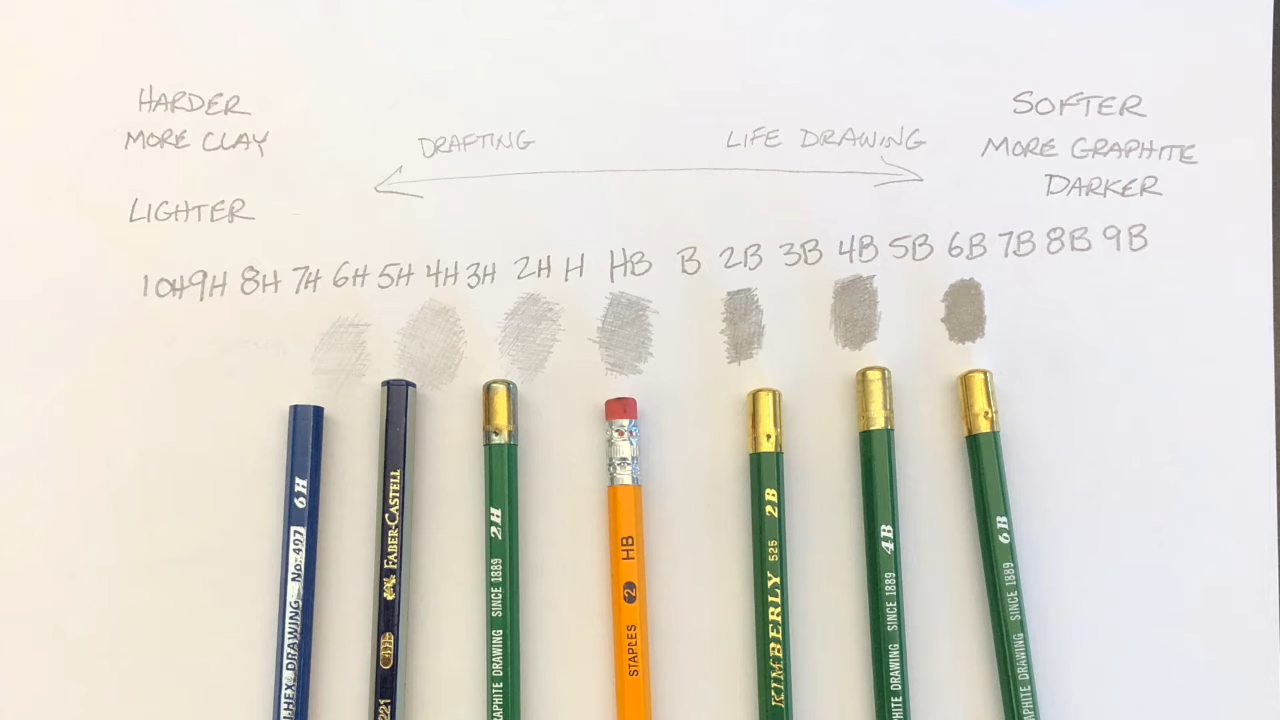 HARDER
MORE CLAY
LIGHTER
DRAFTING
LIFE DRAWING
SOFTER
MORE GRAPHITE
DARKER
10H 9H 8H 7H 6H 5H 4H 3H 2H H HB B 2B 3B 4B 5B 6B 7B 8B 9B
DRAWING No:497 6H
221 4H FABER-CASTELL
GRAPHITE DRAWING SINCE 1889 2H
STAPLES 2 HB
KIMBERLY 525 2B
GRAPHITE DRAWING SINCE 1889 4B
GRAPHITE DRAWING SINCE 1889 6B